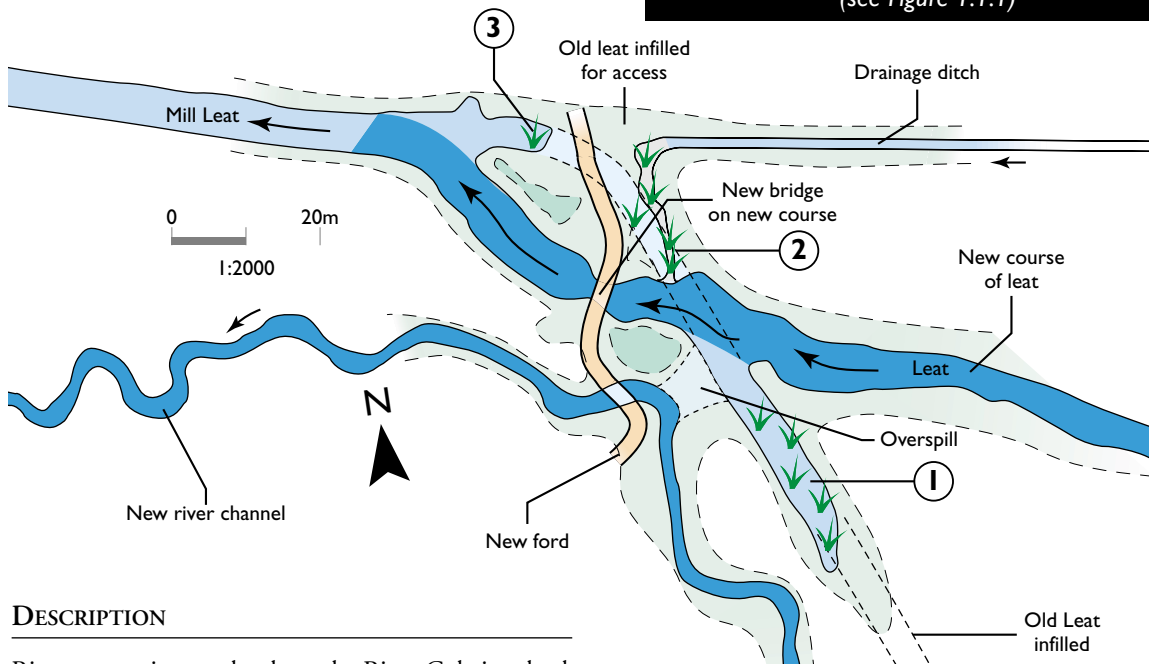 (see Figure 1.1.1)
3
Old leat infilled
for access
Drainage ditch
Mill Leat
New bridge
on new course
0 20m
1:2000
2
New course
of leat
Leat
N
Overspill
1
New river channel
New ford
DESCRIPTION
Old Leat
infilled